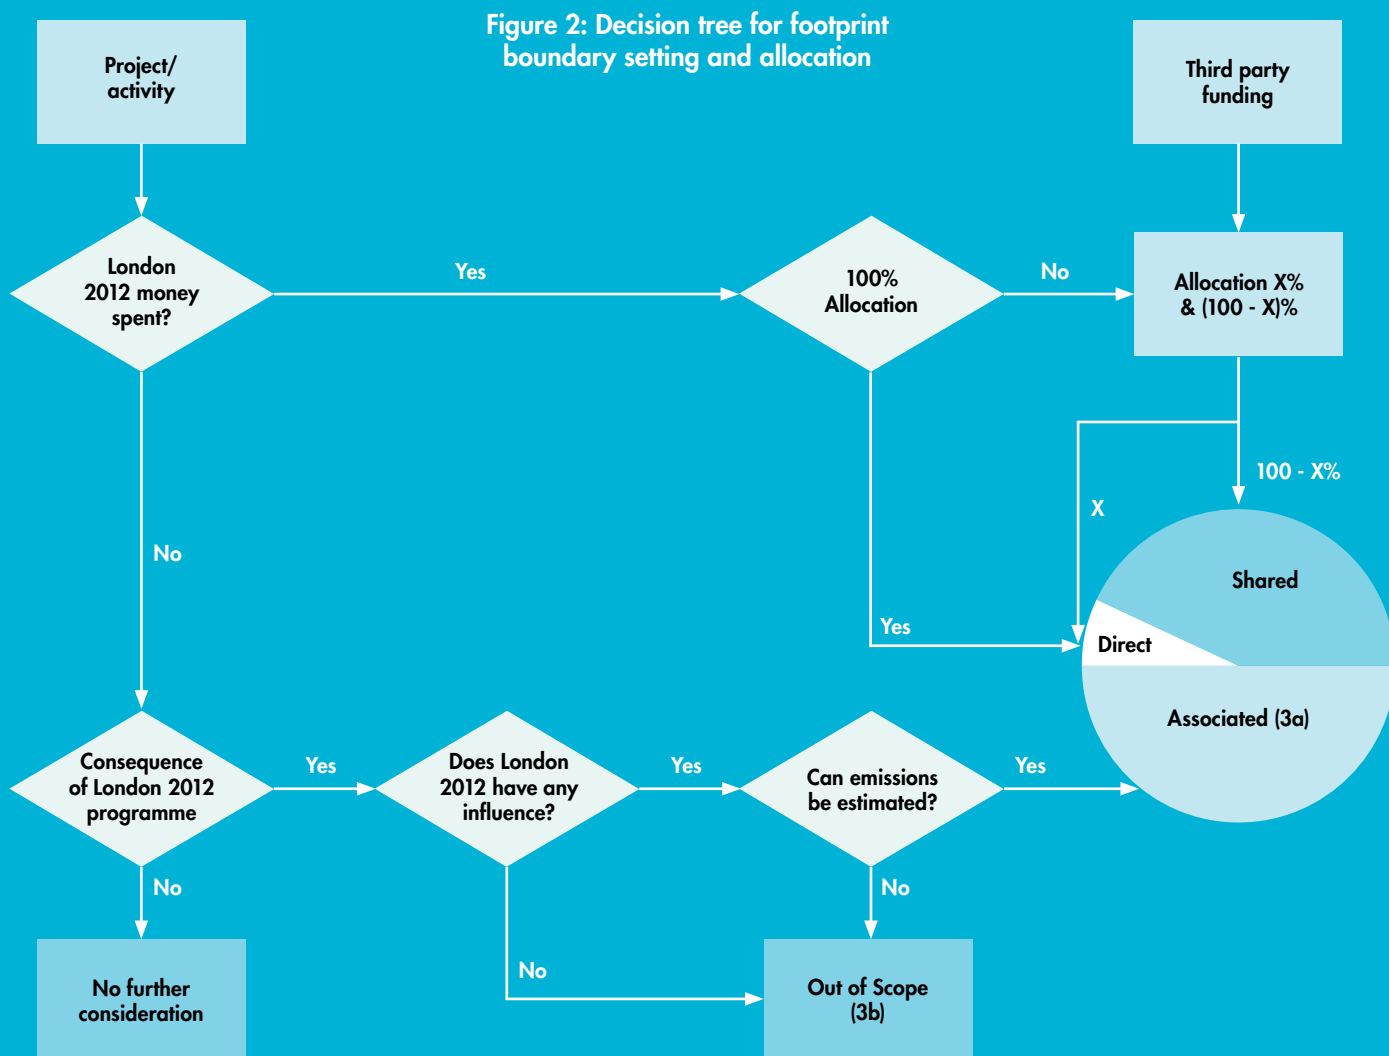 Figure 2: Decision tree for footprint
boundary setting and allocation
Project/
activity
Third party
funding
London
2012 money
spent?
Yes
100%
Allocation
No
Allocation X%
& (100 - X)%
100 - X%
X
No
Shared
Yes
Direct
Associated (3a)
Consequence
of London 2012
programme
Yes
Does London
2012 have any
influence?
Yes
Can emissions
be estimated?
Yes
No
No
No further
consideration
No
Out of Scope
(3b)